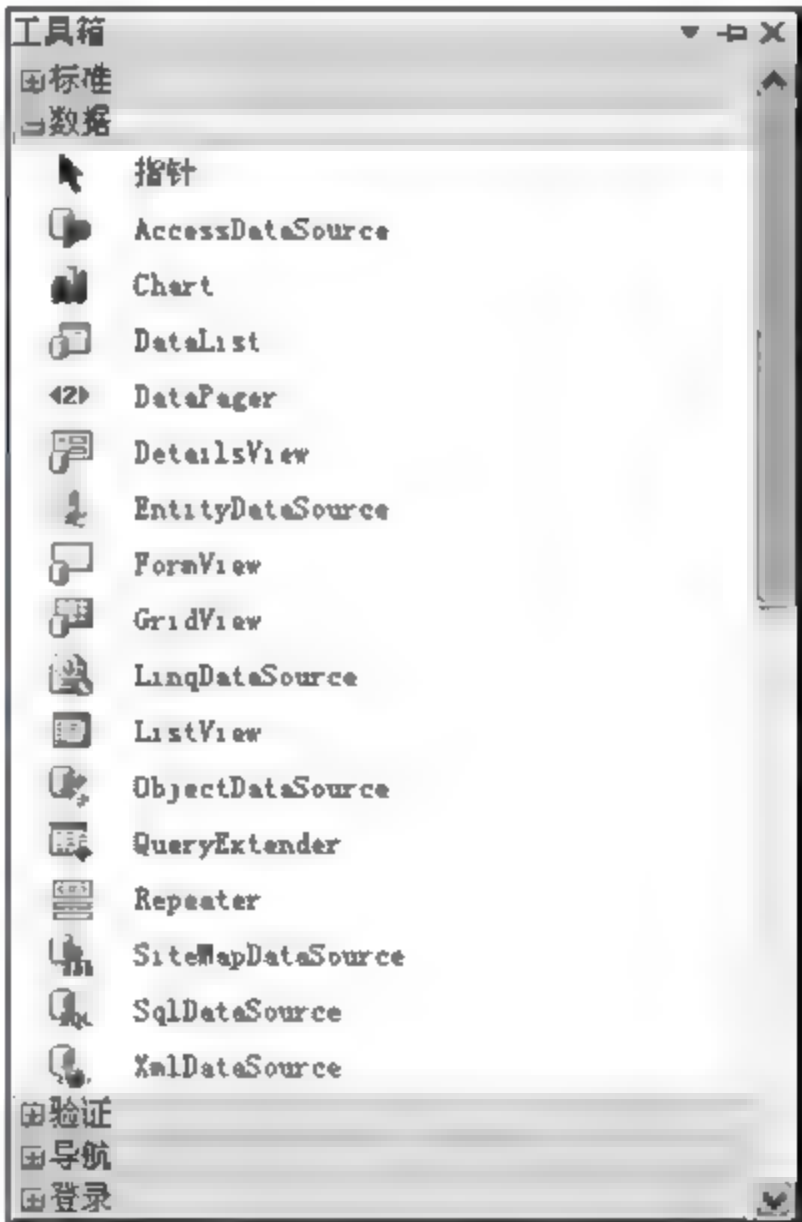 工具箱
标准
数据
指针
AccessDataSource
Chart
DataList
DataPager
DetailsView
EntityDataSource
FormView
GridView
LinqDataSource
ListView
ObjectDataSource
QueryExtender
Repeater
SiteMapDataSource
SqlDataSource
XmlDataSource
验证
导航
登录